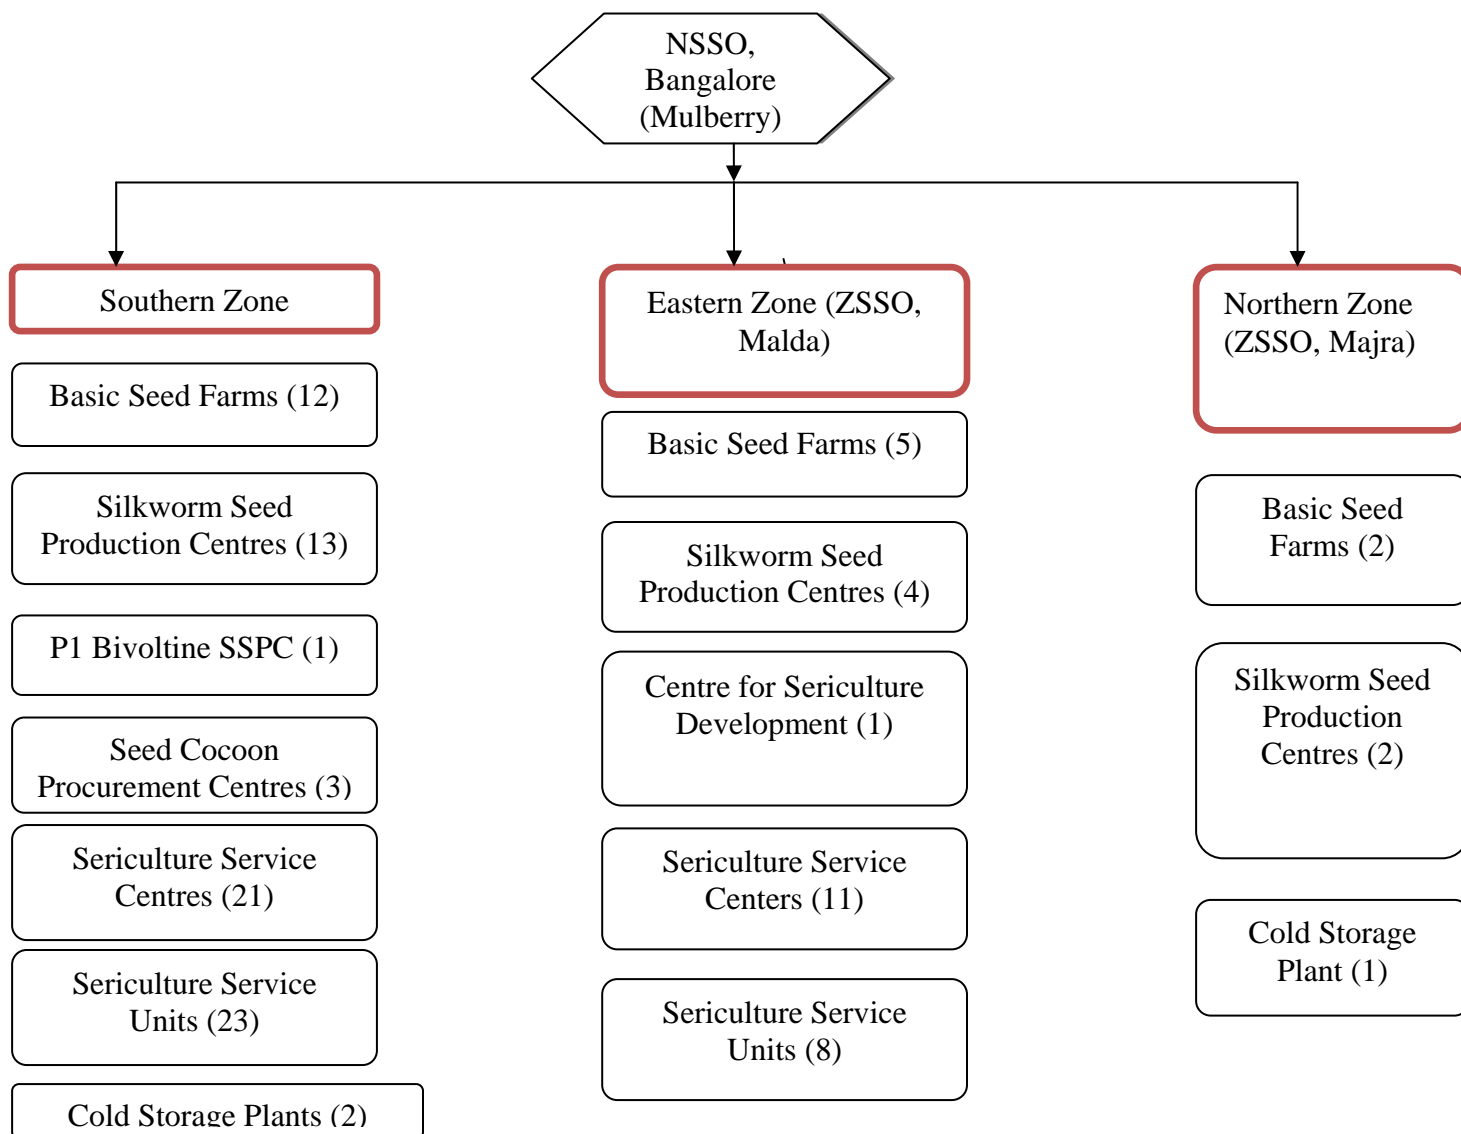 NSSO,
Bangalore
(Mulberry)
Southern Zone
Basic Seed Farms (12)
Silkworm Seed
Production Centres (13)
P1 Bivoltine SSPC (1)
Seed Cocoon
Procurement Centres (3)
Sericulture Service
Centres (21)
Sericulture Service
Units (23)
Cold Storage Plants (2)
Eastern Zone (ZSSO,
Malda)
Basic Seed Farms (5)
Silkworm Seed
Production Centres (4)
Centre for Sericulture
Development (1)
Sericulture Service
Centers (11)
Sericulture Service
Units (8)
Northern Zone
(ZSSO, Majra)
Basic Seed
Farms (2)
Silkworm Seed
Production
Centres (2)
Cold Storage
Plant (1)